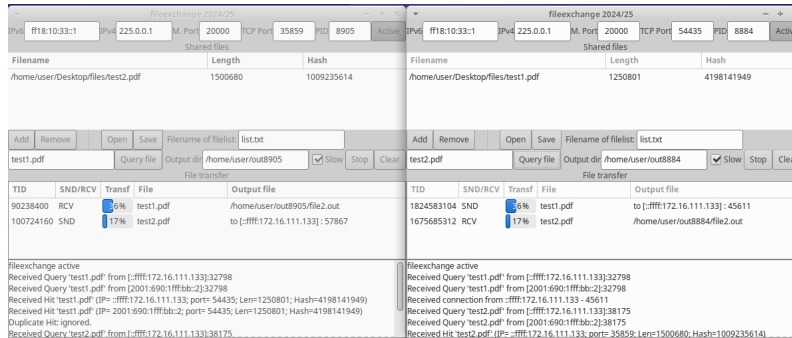 fileexchange 2024/25
IPv6 ff18:10:33::1 IPv4 225.0.0.1 M. Port 20000 TCP Port 35859 PID 8905 Active
Shared files
Filename Length Hash
/home/user/Desktop/files/test2.pdf 1500680 1009235614
Add Remove Open Save Filename of filelist: list.txt
test1.pdf Query file Output dir /home/user/out8905 Slow Stop Clear
File transfer
TID SND/RCV Transf File Output file
90238400 RCV 36% test1.pdf /home/user/out8905/file2.out
100724160 SND 17% test2.pdf to [::ffff:172.16.111.133] : 57867
fileexchange active
Received Query 'test1.pdf' from [::ffff:172.16.111.133]:32798
Received Query 'test1.pdf' from [2001:690:1fff:bb::2]:32798
Received Hit 'test1.pdf' (IP= ::ffff:172.16.111.133; port= 54435; Len=1250801; Hash=4198141949)
Received Hit 'test1.pdf' (IP= 2001:690:1fff:bb::2; port= 54435; Len=1250801; Hash=4198141949)
Duplicate Hit: ignored.
Received Query 'test2.pdf' from [::ffff:172.16.111.133]:38175
fileexchange 2024/25
IPv6 ff18:10:33::1 IPv4 225.0.0.1 M. Port 20000 TCP Port 54435 PID 8884 Activ
Shared files
Filename Length Hash
/home/user/Desktop/files/test1.pdf 1250801 4198141949
Add Remove Open Save Filename of filelist: list.txt
test2.pdf Query file Output dir /home/user/out8884 Slow Stop Clea
File transfer
TID SND/RCV Transf File Output file
1824583104 SND 36% test1.pdf to [::ffff:172.16.111.133] : 45611
1675685312 RCV 17% test2.pdf /home/user/out8884/file2.out
fileexchange active
Received Query 'test1.pdf' from [::ffff:172.16.111.133]:32798
Received Query 'test1.pdf' from [2001:690:1fff:bb::2]:32798
Received connection from ::ffff:172.16.111.133 - 45611
Received Query 'test2.pdf' from [::ffff:172.16.111.133]:38175
Received Query 'test2.pdf' from [2001:690:1fff:bb::2]:38175
Received Hit 'test2.pdf' (IP= ::ffff:172.16.111.133; port= 35859; Len=1500680; Hash=1009235614)